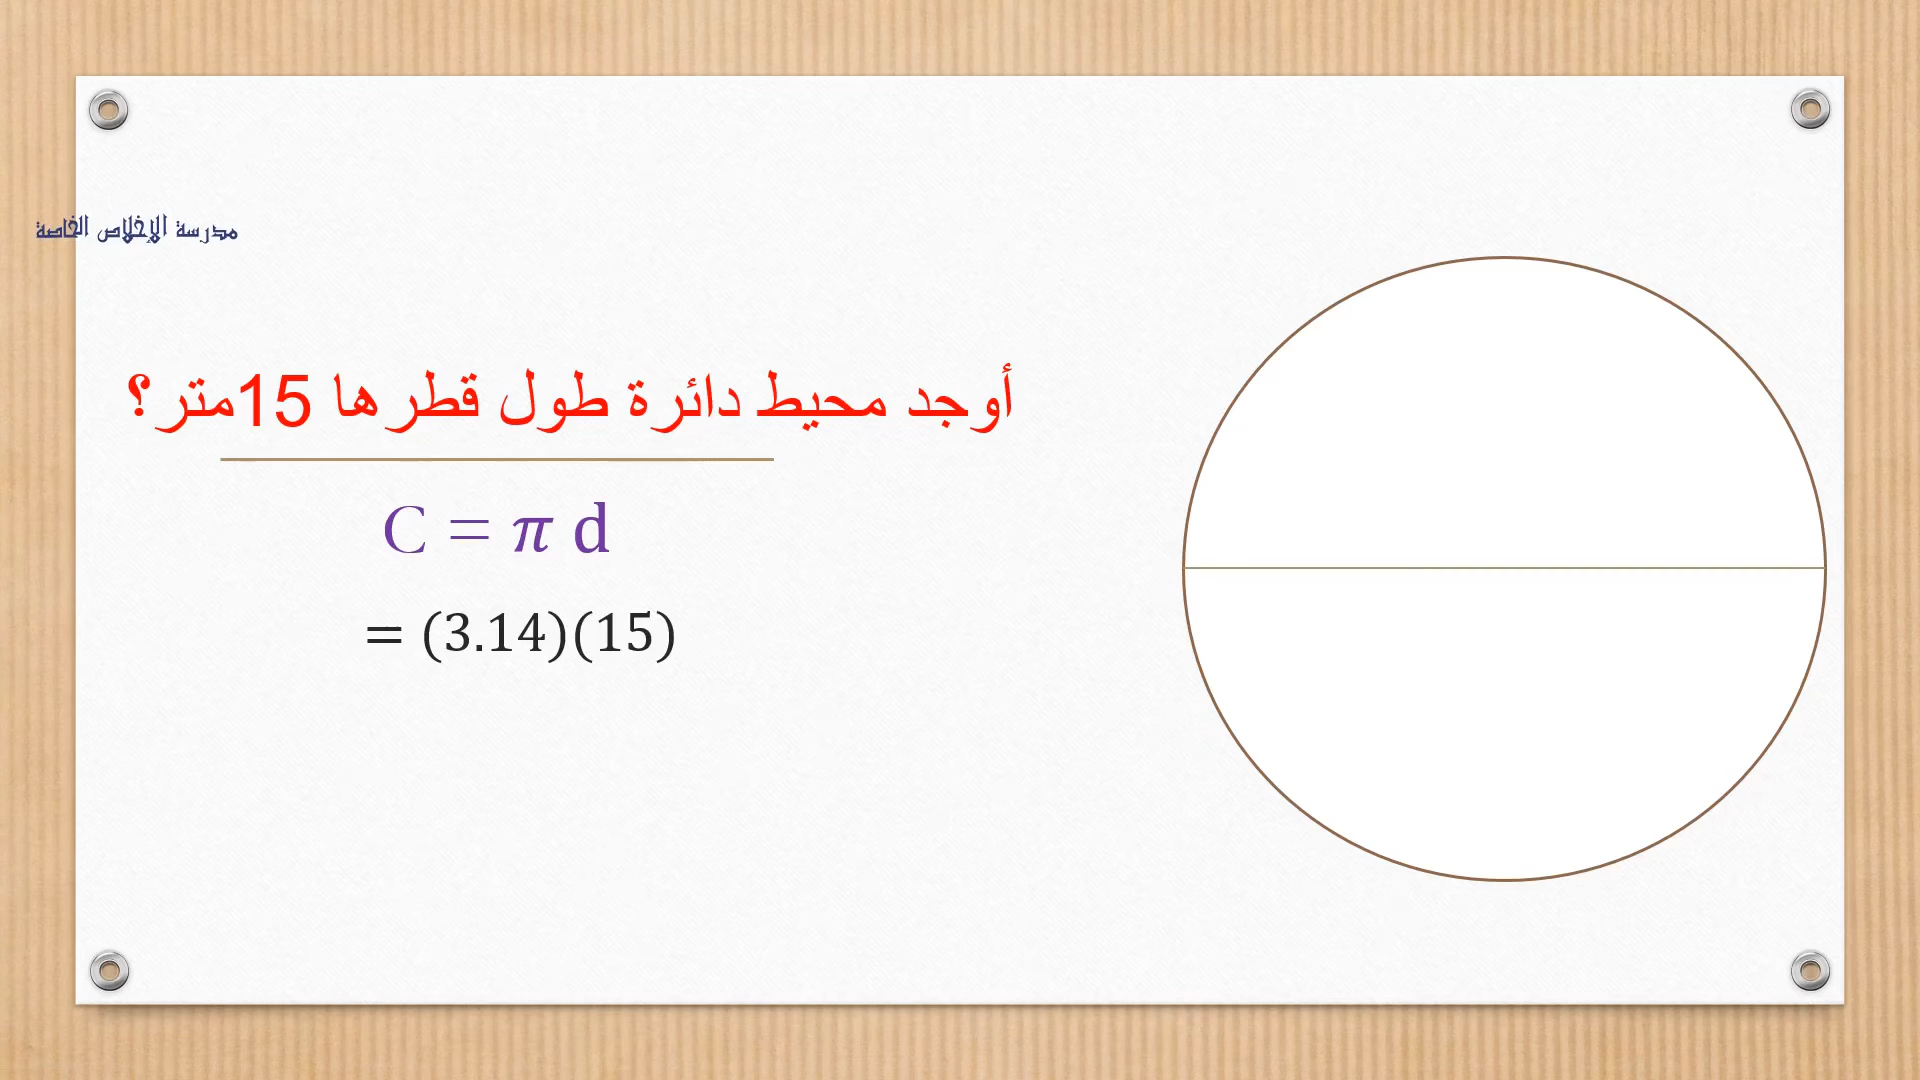 مدرسة الإخلاص الخاصة
أوجد محيط دائرة طول قطرها 15متر؟
C = π d
= (3.14)(15)